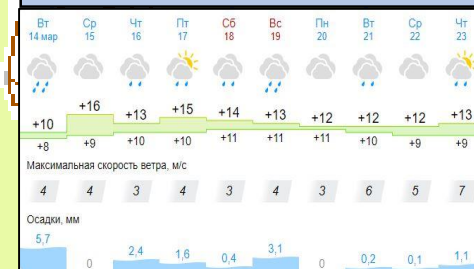 Вт Ср Чт Пт Сб Вс Пн Вт Ср Чт
14 мар 15 16 17 18 19 20 21 22 23
+10 +16 +13 +15 +14 +13 +12 +12 +12 +13
+8 +9 +10 +10 +11 +11 +11 +10 +9 +9
Максимальная скорость ветра, м/с
4 4 3 4 3 4 3 6 5 7
Осадки, мм
5,7 0 2,4 1,6 0,4 3,1 0 0,2 0,1 1,1